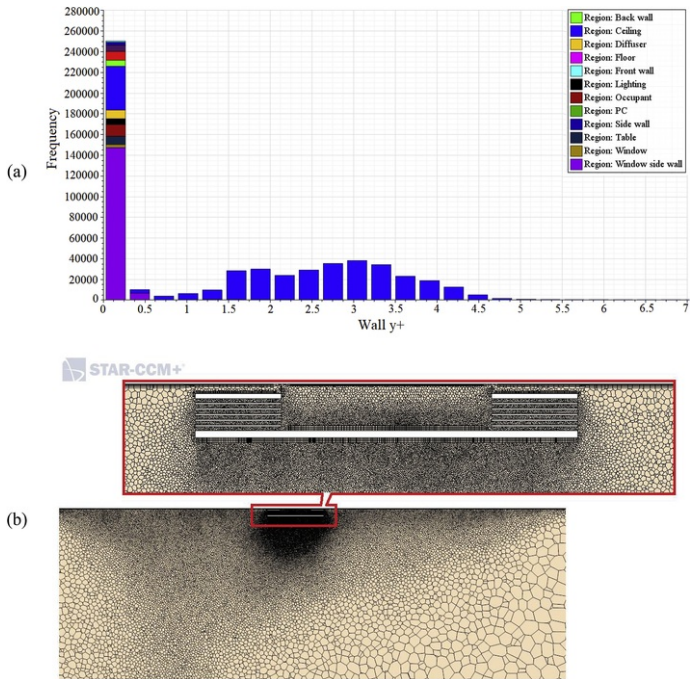 (a)
Frequency
280000
260000
240000
220000
200000
180000
160000
140000
120000
100000
80000
60000
40000
20000
0
0 0.5 1 1.5 2 2.5 3 3.5 4 4.5 5 5.5 6 6.5 7
Wall y+
Region: Back wall
Region: Ceiling
Region: Diffuser
Region: Floor
Region: Front wall
Region: Lighting
Region: Occupant
Region: PC
Region: Side wall
Region: Table
Region: Window
Region: Window side wall
STAR-CCM+
(b)